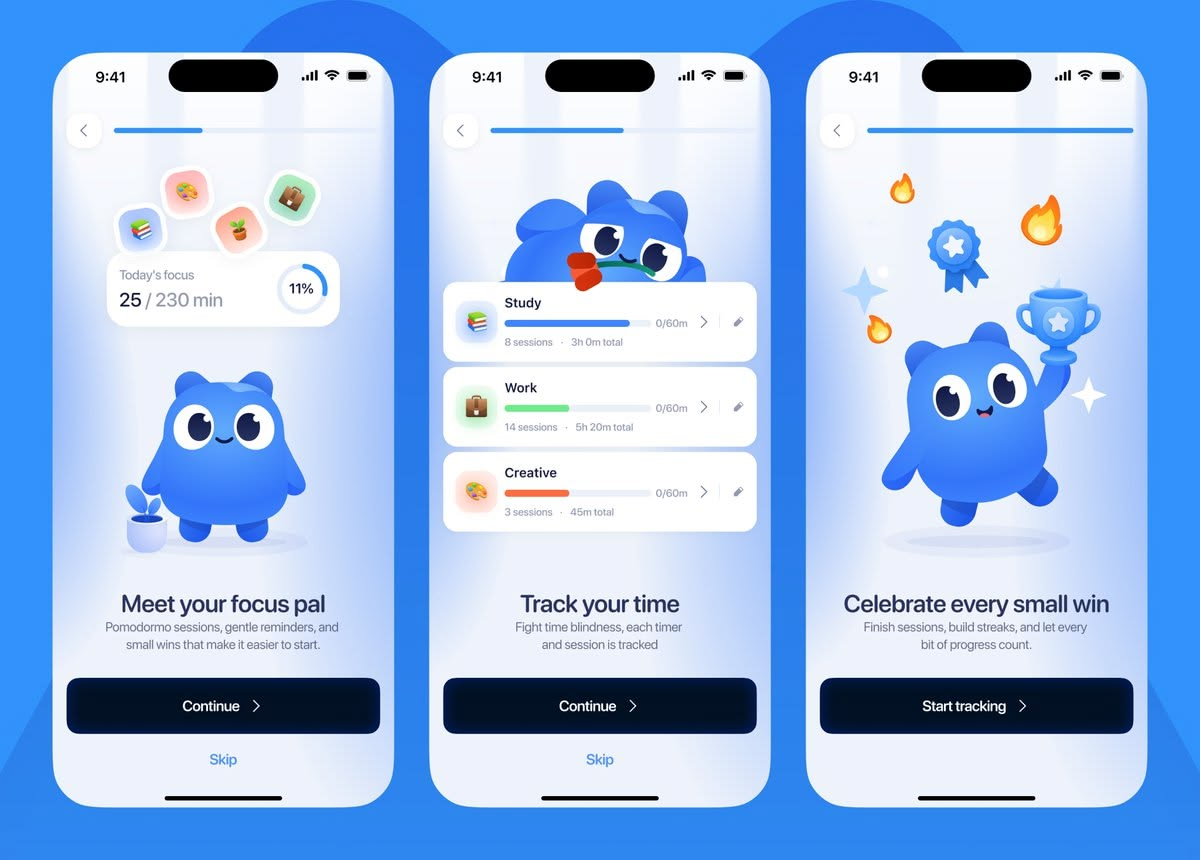 9:41
Today's focus
25 / 230 min
11%
Meet your focus pal
Pomodormo sessions, gentle reminders, and
small wins that make it easier to start.
Continue
Skip
9:41
Study
0/60m
8 sessions · 3h 0m total
Work
0/60m
14 sessions · 5h 20m total
Creative
0/60m
3 sessions · 45m total
Track your time
Fight time blindness, each timer
and session is tracked
Continue
Skip
9:41
Celebrate every small win
Finish sessions, build streaks, and let every
bit of progress count.
Start tracking